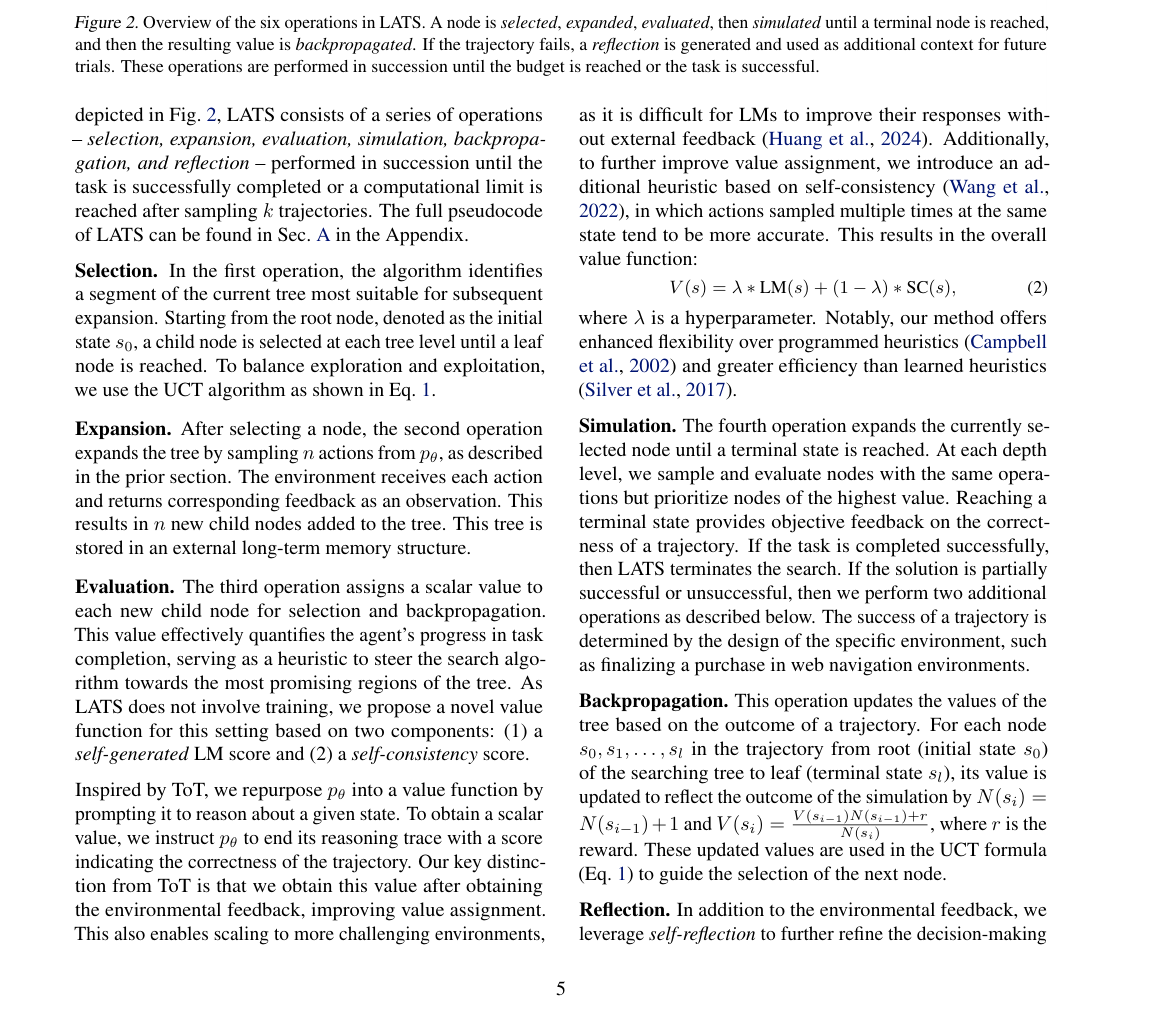 Figure 2. Overview of the six operations in LATS. A node is selected, expanded, evaluated, then simulated until a terminal node is reached,
and then the resulting value is backpropagated. If the trajectory fails, a reflection is generated and used as additional context for future
trials. These operations are performed in succession until the budget is reached or the task is successful.
depicted in Fig. 2, LATS consists of a series of operations
– selection, expansion, evaluation, simulation, backpropa-
gation, and reflection – performed in succession until the
task is successfully completed or a computational limit is
reached after sampling k trajectories. The full pseudocode
of LATS can be found in Sec. A in the Appendix.
Selection. In the first operation, the algorithm identifies
a segment of the current tree most suitable for subsequent
expansion. Starting from the root node, denoted as the initial
state s₀, a child node is selected at each tree level until a leaf
node is reached. To balance exploration and exploitation,
we use the UCT algorithm as shown in Eq. 1.
Expansion. After selecting a node, the second operation
expands the tree by sampling n actions from pθ, as described
in the prior section. The environment receives each action
and returns corresponding feedback as an observation. This
results in n new child nodes added to the tree. This tree is
stored in an external long-term memory structure.
Evaluation. The third operation assigns a scalar value to
each new child node for selection and backpropagation.
This value effectively quantifies the agent's progress in task
completion, serving as a heuristic to steer the search algo-
rithm towards the most promising regions of the tree. As
LATS does not involve training, we propose a novel value
function for this setting based on two components: (1) a
self-generated LM score and (2) a self-consistency score.
Inspired by ToT, we repurpose pθ into a value function by
prompting it to reason about a given state. To obtain a scalar
value, we instruct pθ to end its reasoning trace with a score
indicating the correctness of the trajectory. Our key distinc-
tion from ToT is that we obtain this value after obtaining
the environmental feedback, improving value assignment.
This also enables scaling to more challenging environments,
as it is difficult for LMs to improve their responses with-
out external feedback (Huang et al., 2024). Additionally,
to further improve value assignment, we introduce an ad-
ditional heuristic based on self-consistency (Wang et al.,
2022), in which actions sampled multiple times at the same
state tend to be more accurate. This results in the overall
value function:
V(s) = λ ∗ LM(s) + (1 − λ) ∗ SC(s), (2)
where λ is a hyperparameter. Notably, our method offers
enhanced flexibility over programmed heuristics (Campbell
et al., 2002) and greater efficiency than learned heuristics
(Silver et al., 2017).
Simulation. The fourth operation expands the currently se-
lected node until a terminal state is reached. At each depth
level, we sample and evaluate nodes with the same opera-
tions but prioritize nodes of the highest value. Reaching a
terminal state provides objective feedback on the correct-
ness of a trajectory. If the task is completed successfully,
then LATS terminates the search. If the solution is partially
successful or unsuccessful, then we perform two additional
operations as described below. The success of a trajectory is
determined by the design of the specific environment, such
as finalizing a purchase in web navigation environments.
Backpropagation. This operation updates the values of the
tree based on the outcome of a trajectory. For each node
s₀, s₁, . . . , sₗ in the trajectory from root (initial state s₀)
of the searching tree to leaf (terminal state sₗ), its value is
updated to reflect the outcome of the simulation by N(sᵢ) =
N(sᵢ₋₁)+1 and V(sᵢ) = (V(sᵢ₋₁)N(sᵢ₋₁)+r)/N(sᵢ), where r is the
reward. These updated values are used in the UCT formula
(Eq. 1) to guide the selection of the next node.
Reflection. In addition to the environmental feedback, we
leverage self-reflection to further refine the decision-making
5